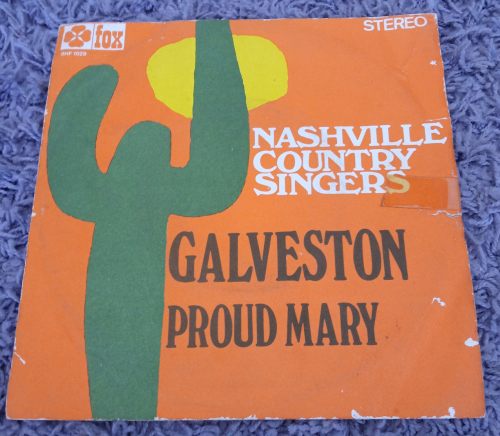 fox
STEREO
NASHVILLE
COUNTRY
SINGERS
GALVESTON
PROUD MARY